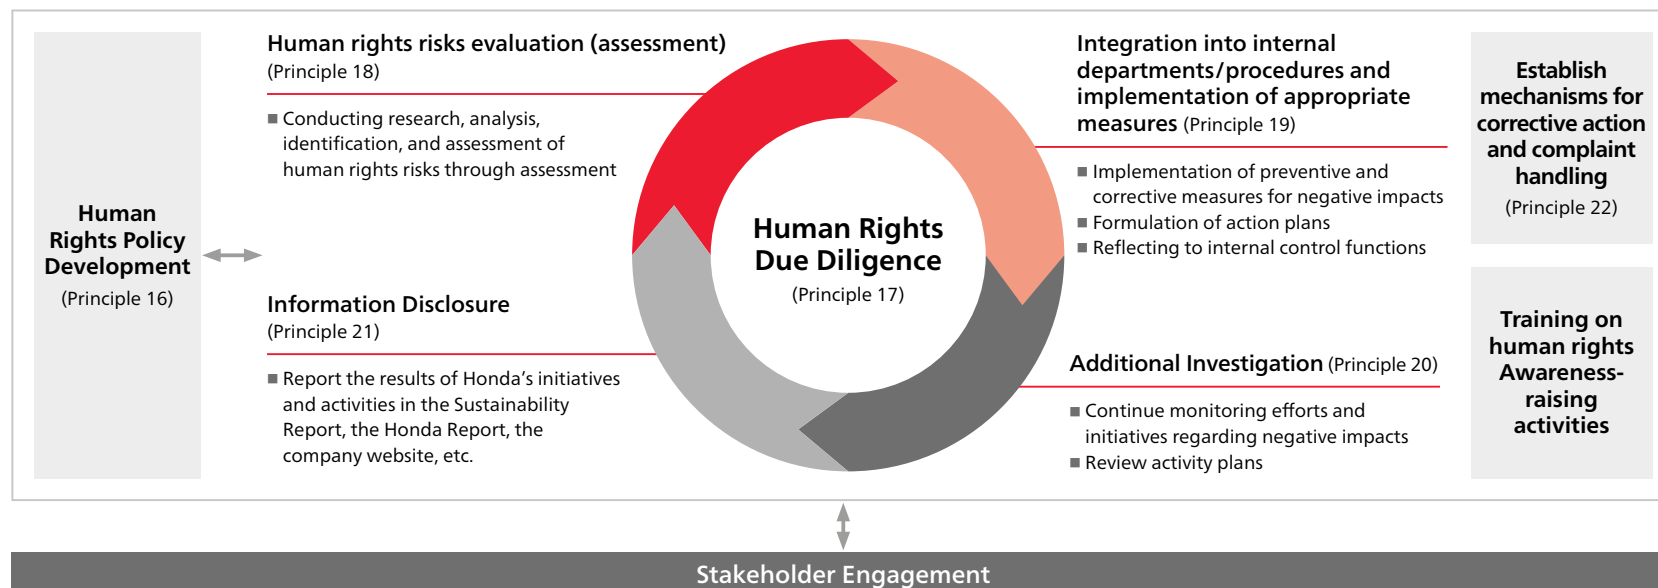 Human
Rights Policy
Development
(Principle 16)
Human rights risks evaluation (assessment)
(Principle 18)
■ Conducting research, analysis,
identification, and assessment of
human rights risks through assessment
Information Disclosure
(Principle 21)
■ Report the results of Honda’s initiatives
and activities in the Sustainability
Report, the Honda Report, the
company website, etc.
Human Rights
Due Diligence
(Principle 17)
Integration into internal
departments/procedures and
implementation of appropriate
measures (Principle 19)
■ Implementation of preventive and
corrective measures for negative impacts
■ Formulation of action plans
■ Reflecting to internal control functions
Additional Investigation (Principle 20)
■ Continue monitoring efforts and
initiatives regarding negative impacts
■ Review activity plans
Establish
mechanisms for
corrective action
and complaint
handling
(Principle 22)
Training on
human rights
Awareness-
raising
activities
Stakeholder Engagement